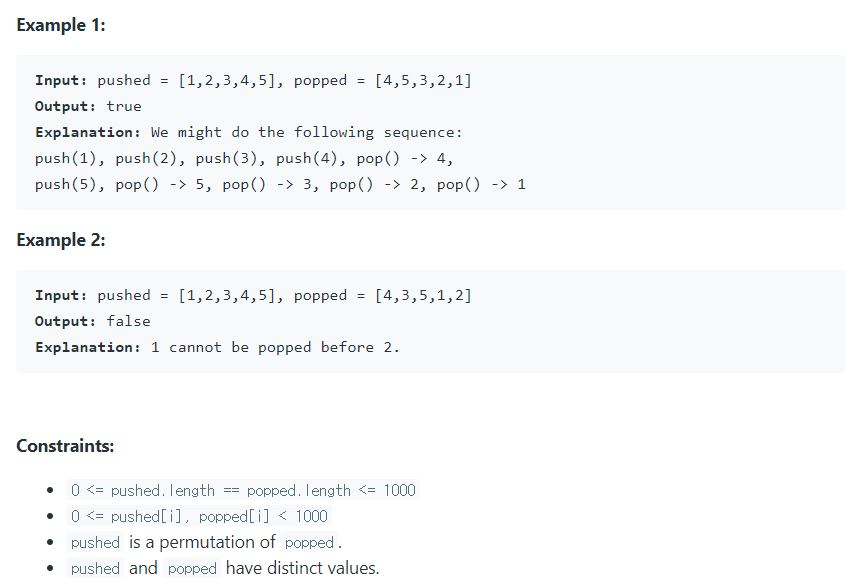 Example 1:
Input: pushed = [1,2,3,4,5], popped = [4,5,3,2,1]
Output: true
Explanation: We might do the following sequence:
push(1), push(2), push(3), push(4), pop() -> 4,
push(5), pop() -> 5, pop() -> 3, pop() -> 2, pop() -> 1
Example 2:
Input: pushed = [1,2,3,4,5], popped = [4,3,5,1,2]
Output: false
Explanation: 1 cannot be popped before 2.
Constraints:
• 0 <= pushed.length == popped.length <= 1000
• 0 <= pushed[i], popped[i] < 1000
• pushed is a permutation of popped.
• pushed and popped have distinct values.